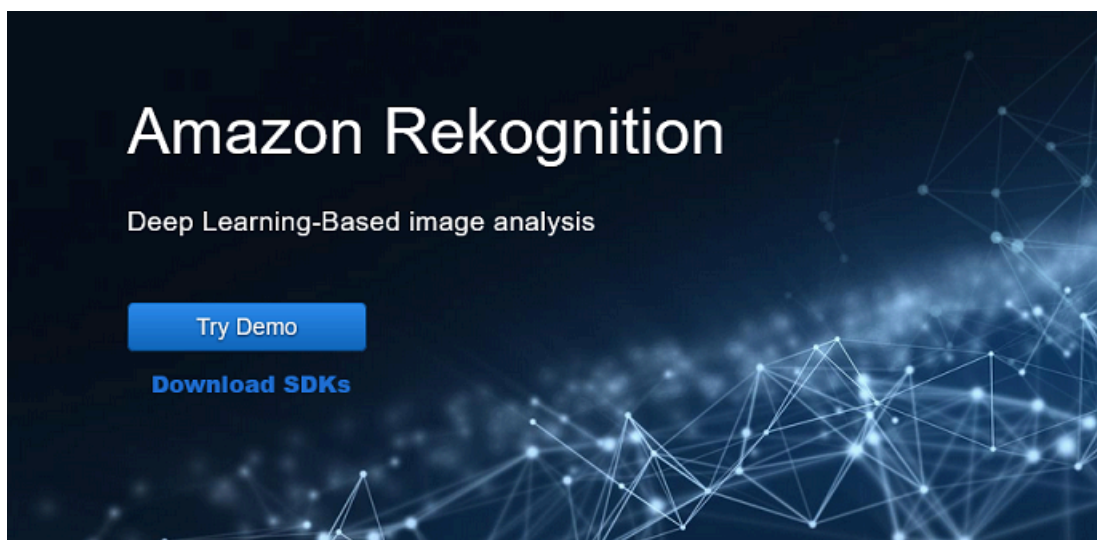 Amazon Rekognition
Deep Learning-Based image analysis
Try Demo
Download SDKs